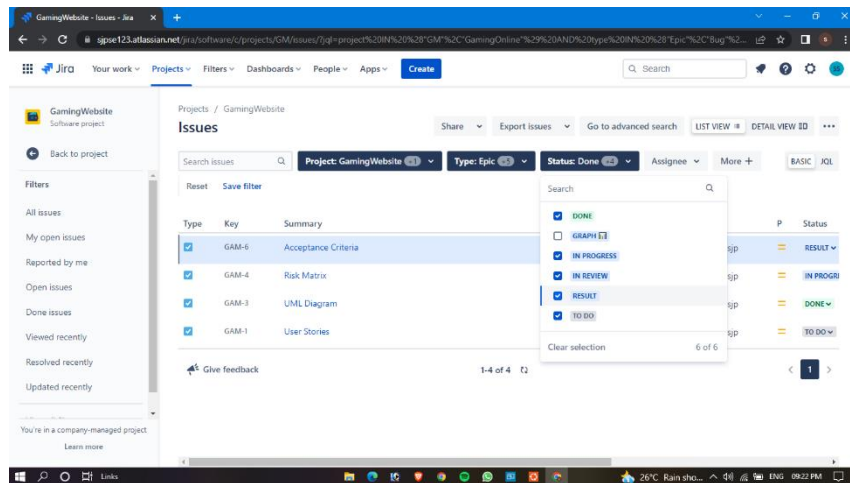 GamingWebsite - Issues - Jira
sjpse123.atlassian.net/jira/software/c/projects/GM/issues/?jql=project%20IN%20%28"GM"%2C"GamingOnline"%29%20AND%20type%20IN%20%28"Epic"%2C"Bug"%2...
Jira Your work Projects Filters Dashboards People Apps Create Search
GamingWebsite
Software project
Back to project
Filters
All issues
My open issues
Reported by me
Open issues
Done issues
Viewed recently
Resolved recently
Updated recently
You're in a company-managed project
Learn more
Projects / GamingWebsite
Issues
Share Export issues Go to advanced search LIST VIEW DETAIL VIEW
Search issues Project: GamingWebsite +1 Type: Epic Status: Done +4 Assignee More + BASIC JQL
Reset Save filter
Type Key Summary P Status
GAM-6 Acceptance Criteria sjp RESULT
GAM-4 Risk Matrix sjp IN PROGRE
GAM-3 UML Diagram sjp DONE
GAM-1 User Stories sjp TO DO
Search
DONE
GRAPH
IN PROGRESS
IN REVIEW
RESULT
TO DO
Clear selection 6 of 6
Give feedback 1-4 of 4 1
Links 26°C Rain sho... ENG 09:22 PM